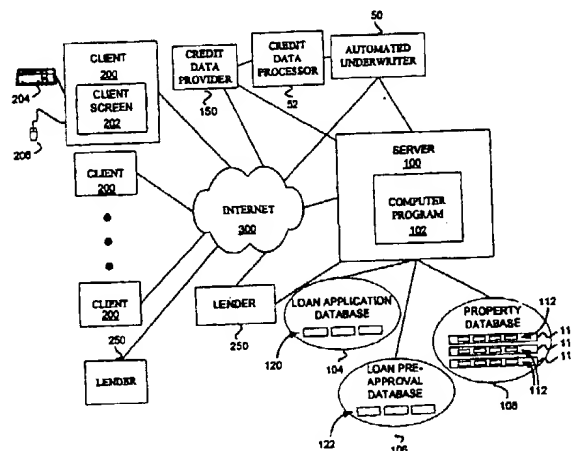 50
CLIENT
200
CLIENT
SCREEN
202
204
206
CREDIT
DATA
PROVIDER
150
CREDIT
DATA
PROCESSOR
52
AUTOMATED
UNDERWRITER
SERVER
100
COMPUTER
PROGRAM
102
CLIENT
200
INTERNET
300
CLIENT
200
250
LENDER
LENDER
250
LOAN APPLICATION
DATABASE
120
104
PROPERTY
DATABASE
112
11
11
11
112
108
LOAN PRE-
APPROVAL
DATABASE
122
106